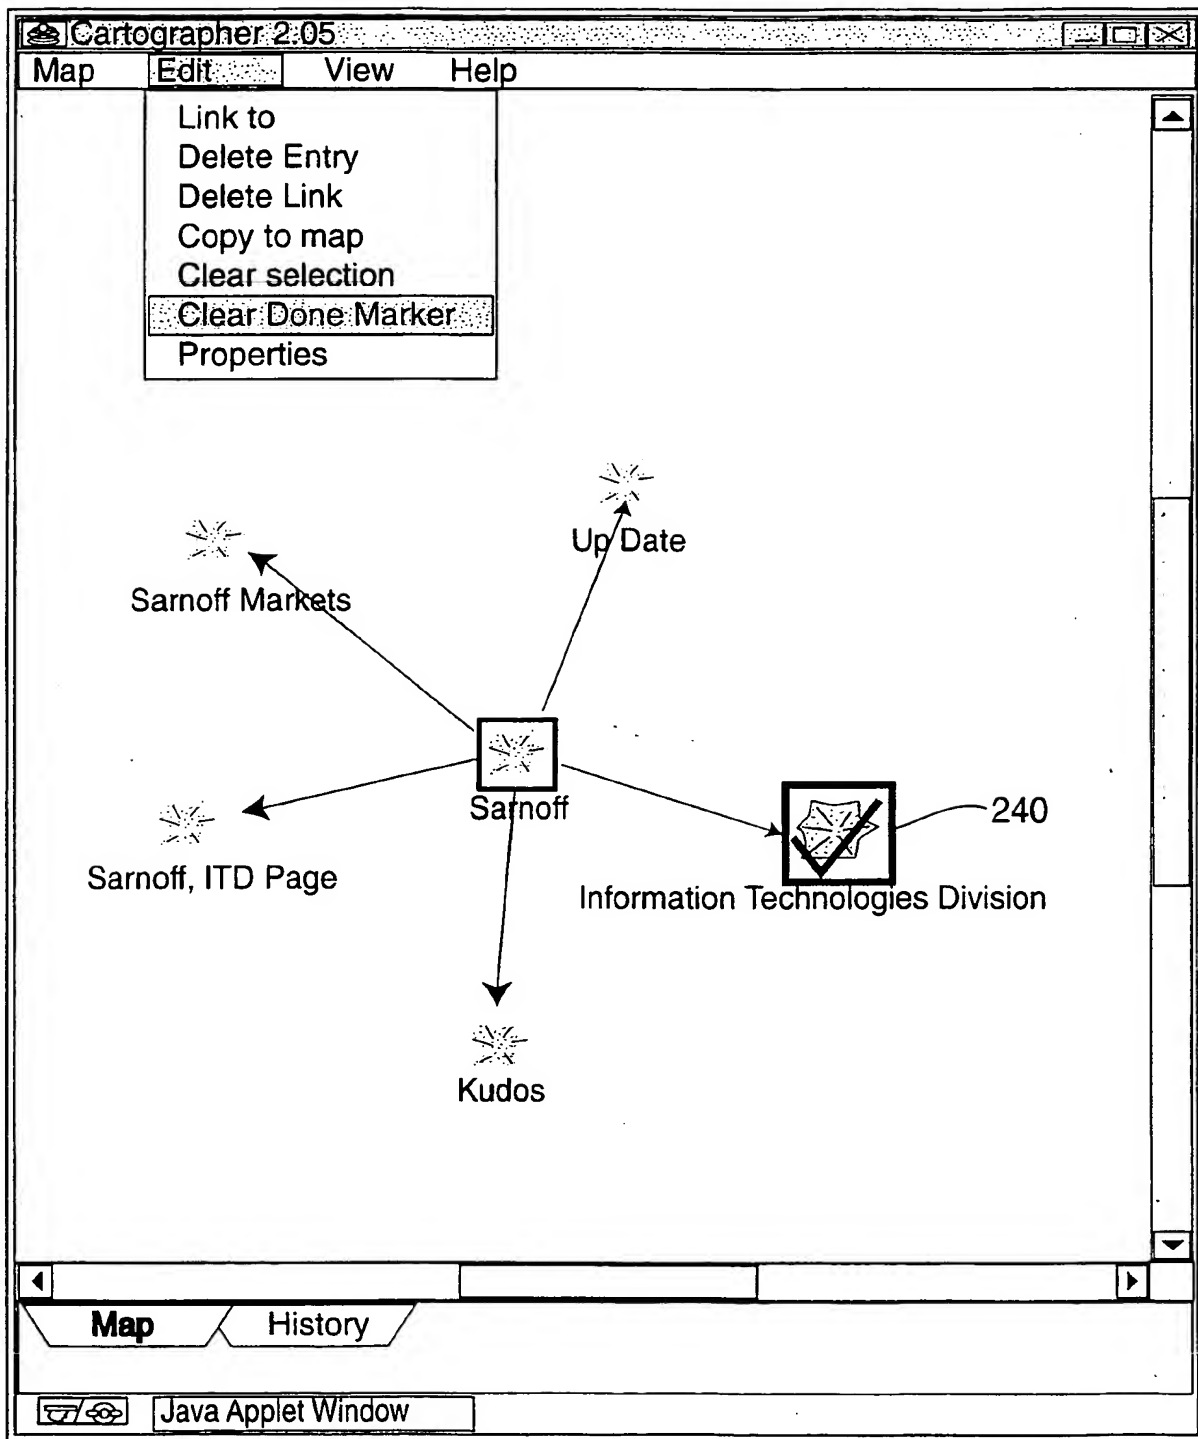 Cartographer 2.05
Map Edit View Help
Link to
Delete Entry
Delete Link
Copy to map
Clear selection
Clear Done Marker
Properties
Up Date
Sarnoff Markets
Sarnoff
240
Sarnoff, ITD Page
Information Technologies Division
Kudos
Map History
Java Applet Window